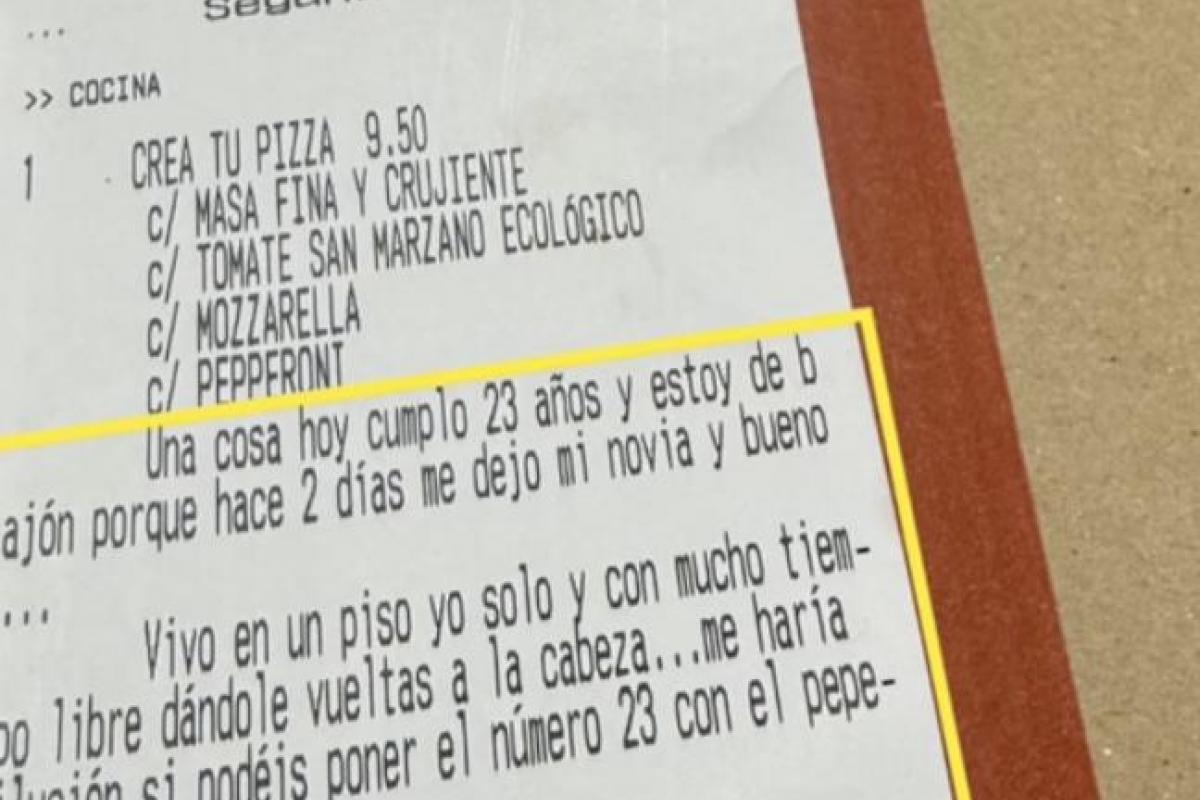 ...
>> COCINA
1 CREA TU PIZZA 9.50
c/ MASA FINA Y CRUJIENTE
c/ TOMATE SAN MARZANO ECOLÓGICO
c/ MOZZARELLA
c/ PEPPERONI
Una cosa hoy cumplo 23 años y estoy de b
ajón porque hace 2 días me dejo mi novia y bueno
...
Vivo en un piso yo solo y con mucho tiem-
po libre dándole vueltas a la cabeza...me haría
si podéis poner el número 23 con el pepe-